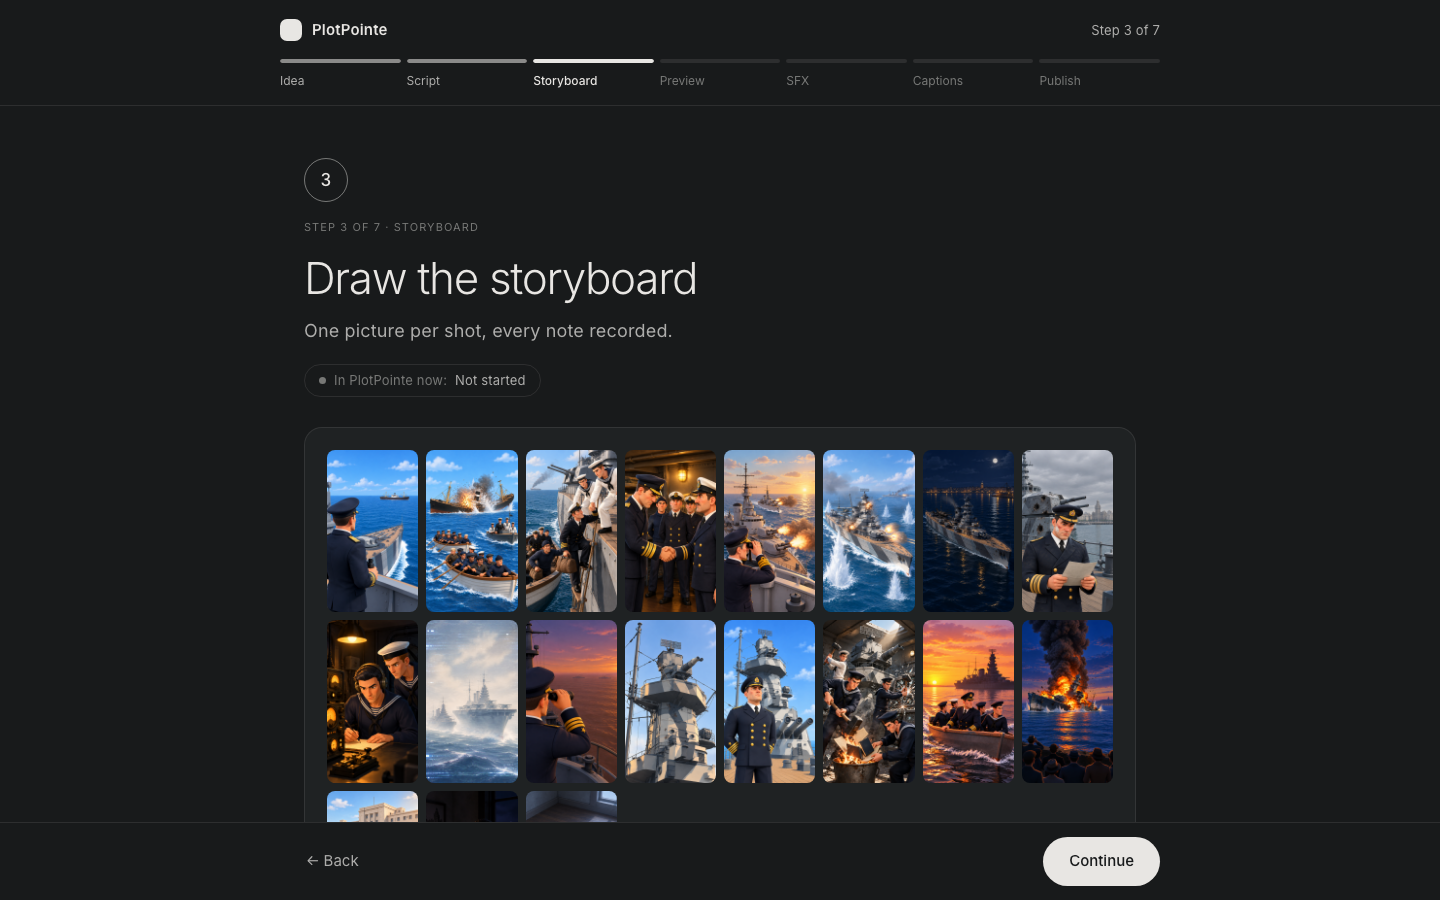 PlotPointe
Step 3 of 7
Idea
Script
Storyboard
Preview
SFX
Captions
Publish
3
STEP 3 OF 7 · STORYBOARD
Draw the storyboard
One picture per shot, every note recorded.
In PlotPointe now: Not started
← Back
Continue